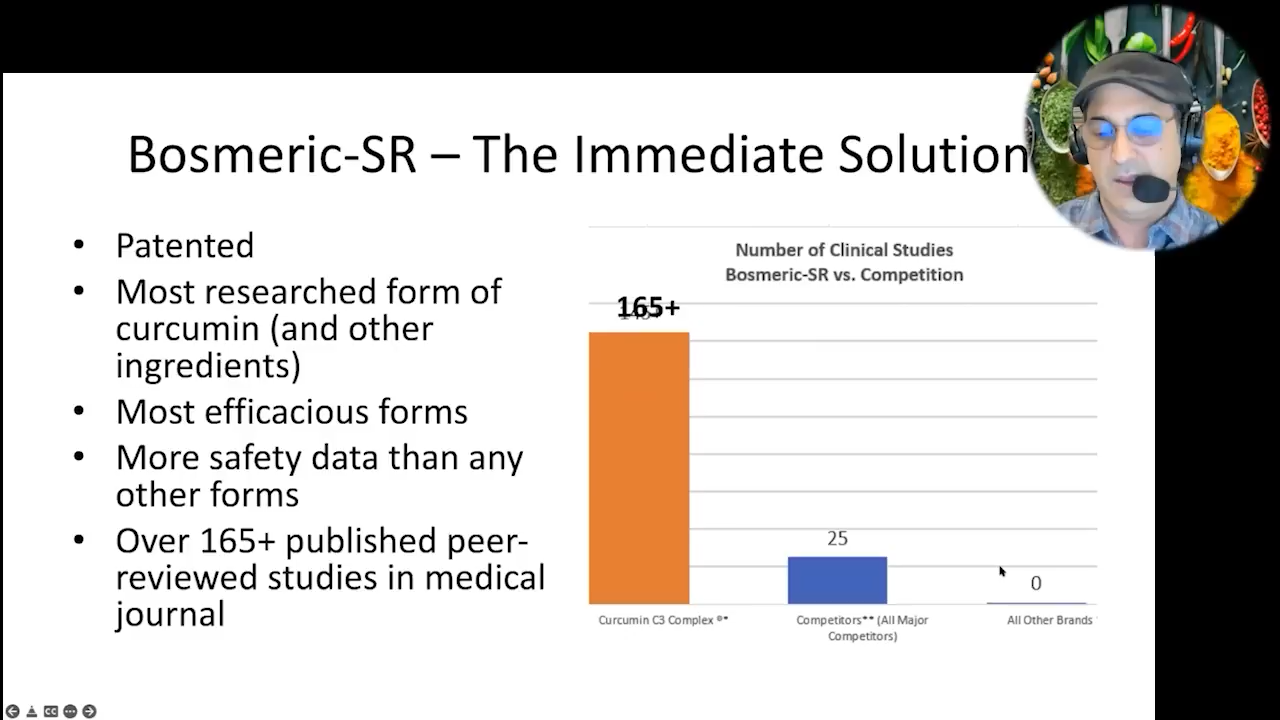 Bosmeric-SR – The Immediate Solution
• Patented
• Most researched form of
curcumin (and other
ingredients)
• Most efficacious forms
• More safety data than any
other forms
• Over 165+ published peer-
reviewed studies in medical
journal
Number of Clinical Studies
Bosmeric-SR vs. Competition
165+
25
0
Curcumin C3 Complex ®*
Competitors** (All Major
Competitors)
All Other Brands
CC